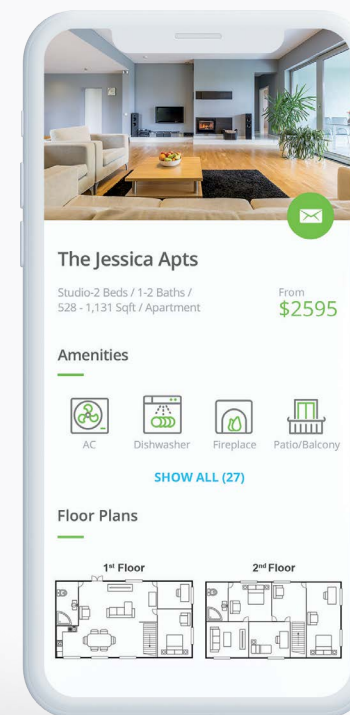 The Jessica Apts
Studio-2 Beds / 1-2 Baths /
528 - 1,131 Sqft / Apartment
From
$2595
Amenities
AC
Dishwasher
Fireplace
Patio/Balcony
SHOW ALL (27)
Floor Plans
1st Floor
2nd Floor